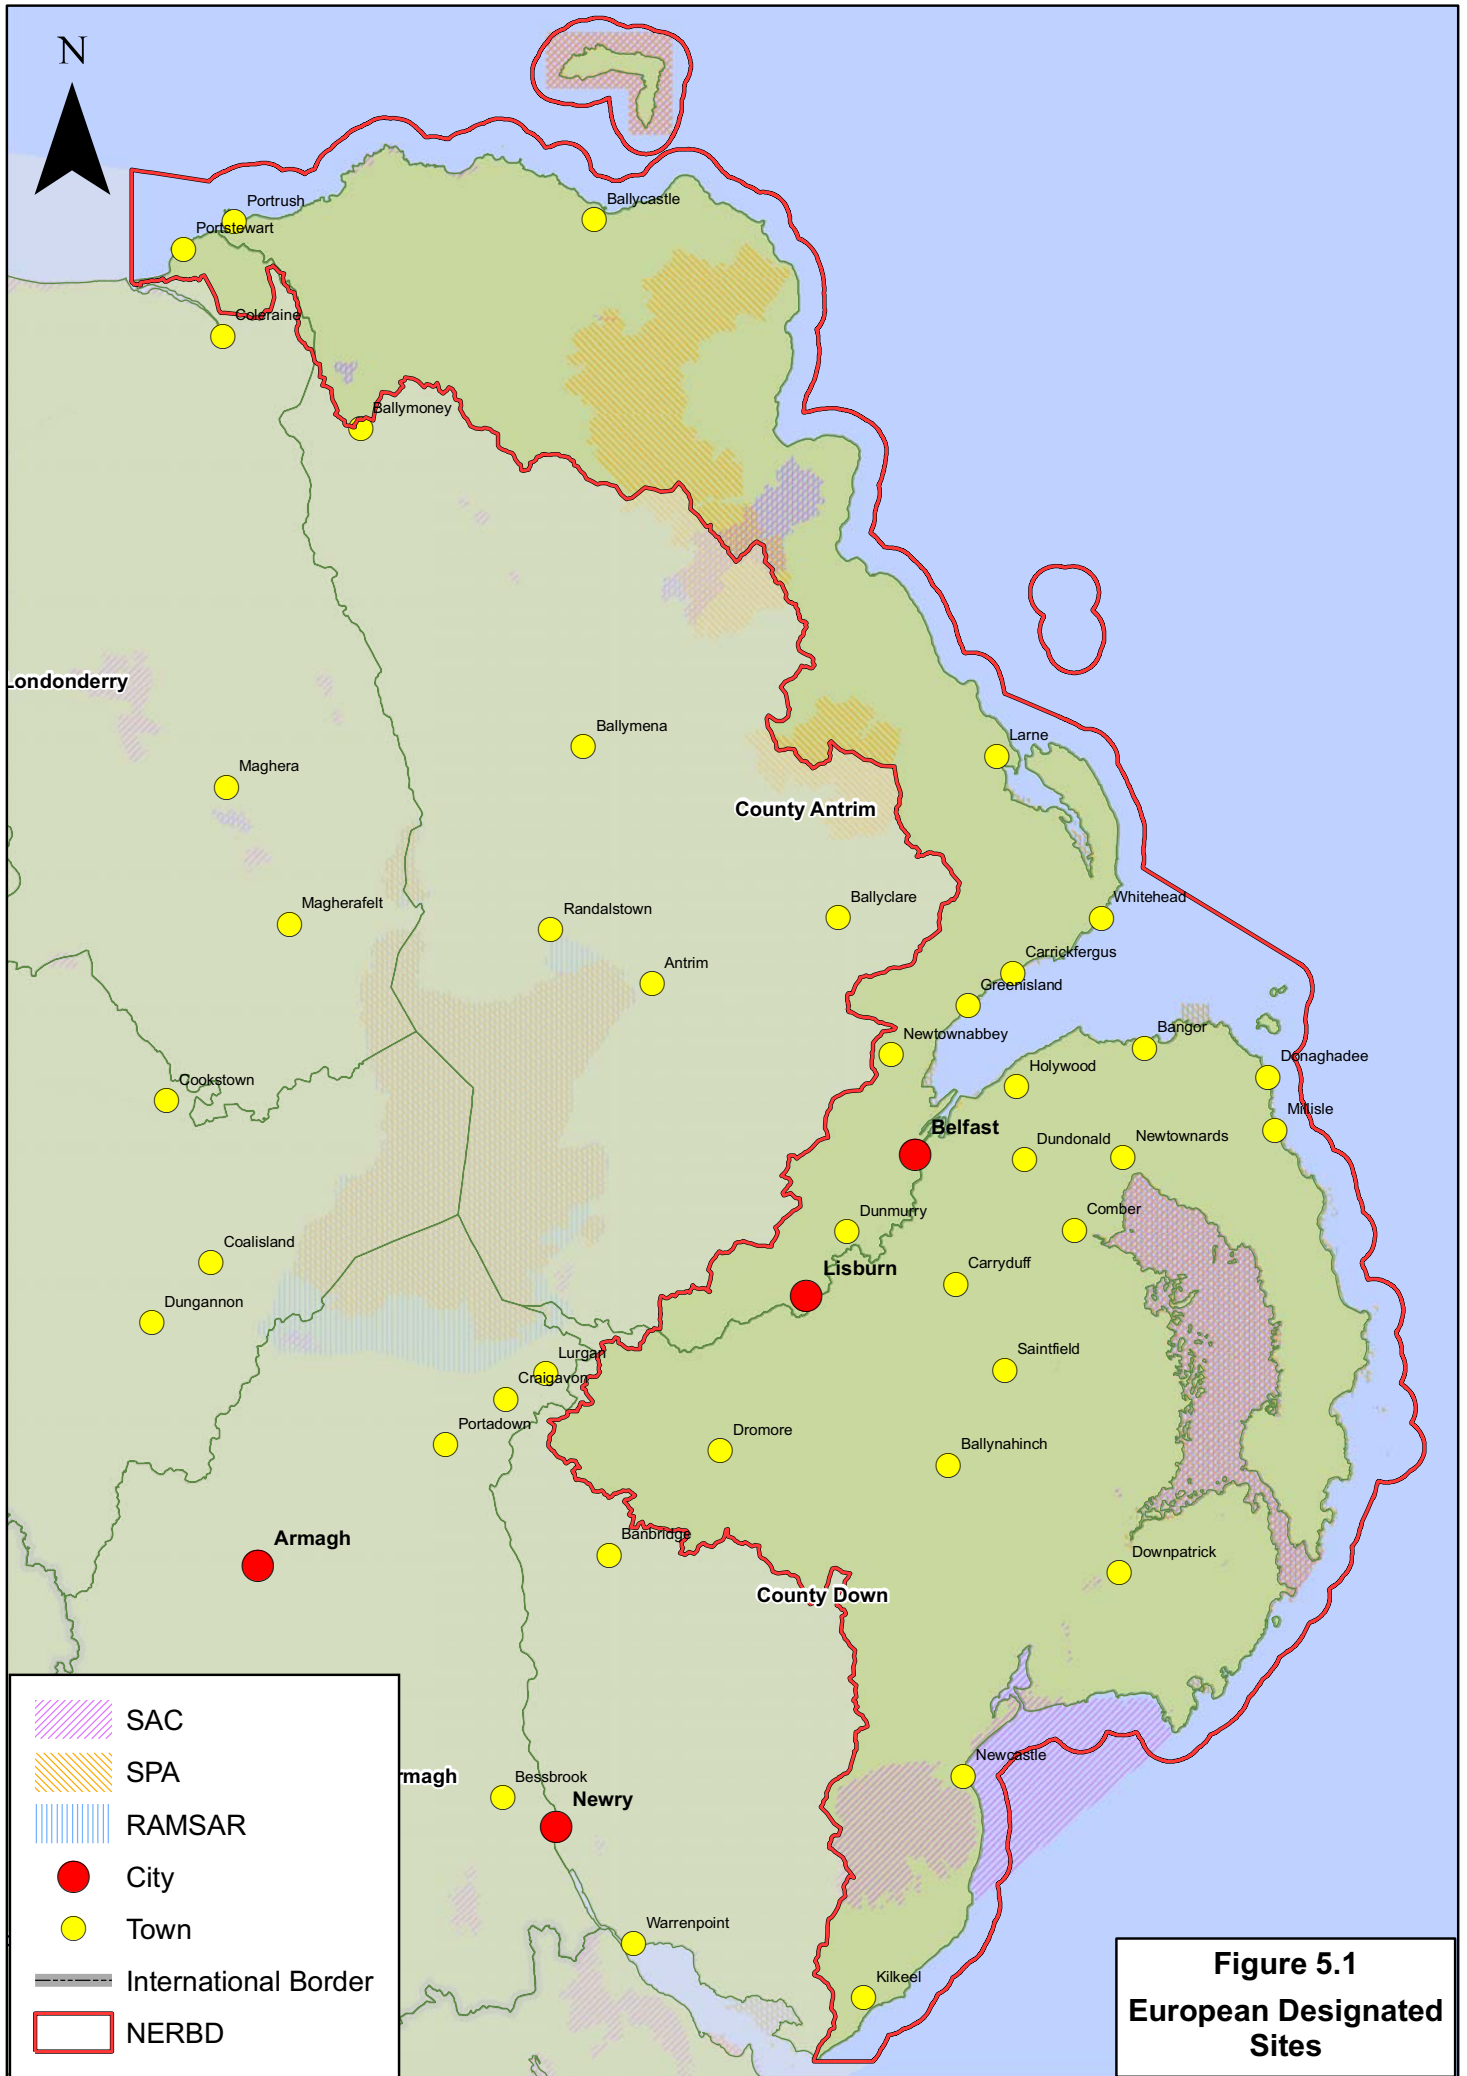 N
Portrush
Ballycastle
Portstewart
Coleraine
Ballymoney
Londonderry
Ballymena
Larne
Maghera
County Antrim
Magherafelt
Randalstown
Ballyclare
Whitehead
Antrim
Carrickfergus
Greenisland
Newtownabbey
Bangor
Donaghadee
Cookstown
Holywood
Millisle
Belfast
Dundonald
Newtownards
Dunmurry
Comber
Coalisland
Lisburn
Carryduff
Dungannon
Lurgan
Saintfield
Craigavon
Portadown
Dromore
Ballynahinch
Armagh
Banbridge
Downpatrick
County Down
Newcastle
rmagh
Bessbrook
Newry
Warrenpoint
Kilkeel
SAC
SPA
RAMSAR
City
Town
International Border
NERBD
Figure 5.1
European Designated
Sites